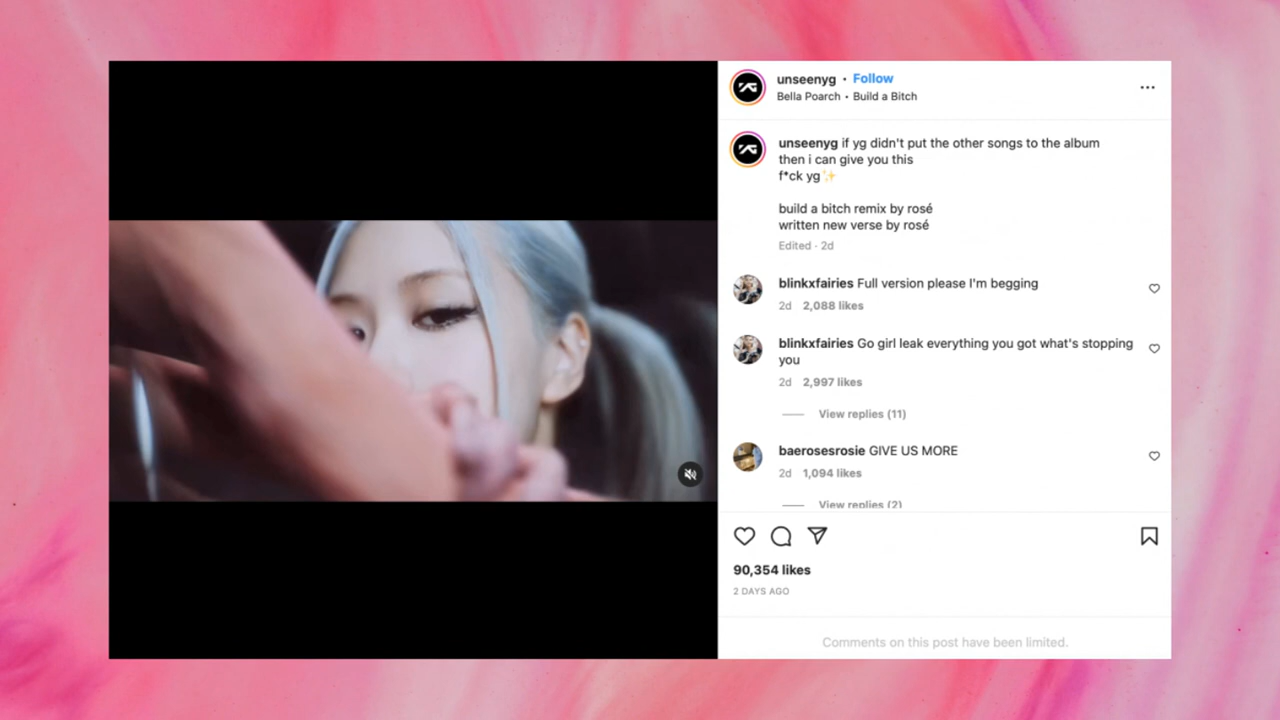 unseenyg • Follow
Bella Poarch • Build a Bitch
unseenyg if yg didn't put the other songs to the album
then i can give you this
f*ck yg✨
build a bitch remix by rosé
written new verse by rosé
Edited · 2d
blinkxfairies Full version please I'm begging
2d 2,088 likes
blinkxfairies Go girl leak everything you got what's stopping
you
2d 2,997 likes
View replies (11)
baerosesrosie GIVE US MORE
2d 1,094 likes
View replies (2)
90,354 likes
2 DAYS AGO
Comments on this post have been limited.